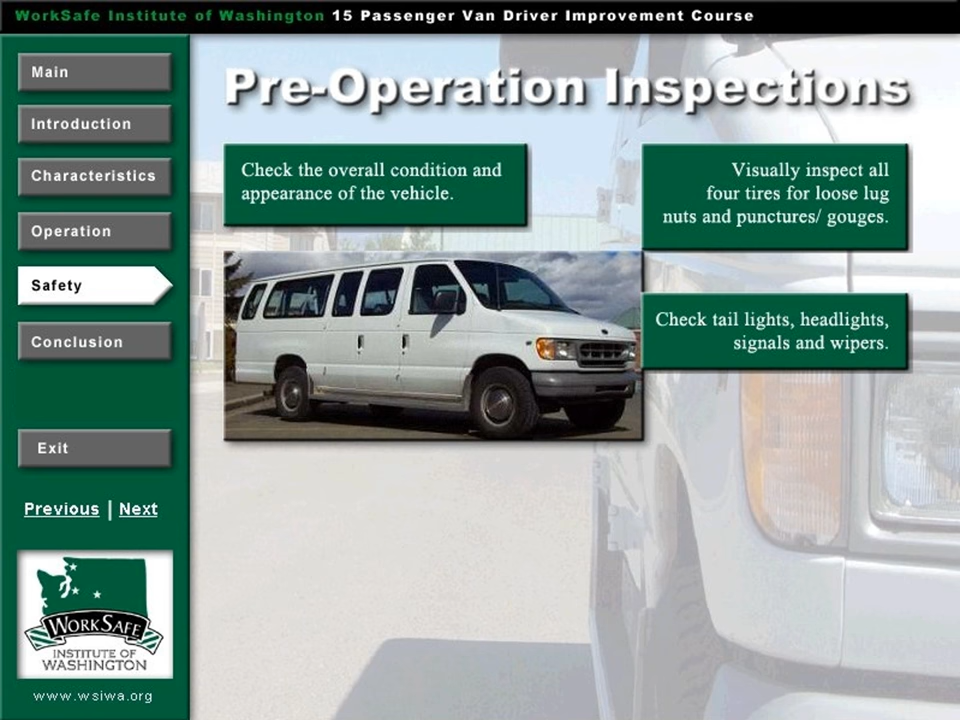 WorkSafe Institute of Washington 15 Passenger Van Driver Improvement Course
Main
Introduction
Characteristics
Operation
Safety
Conclusion
Exit
Previous | Next
WORKSAFE
INSTITUTE OF
WASHINGTON
www.wsiwa.org
Pre-Operation Inspections
Check the overall condition and
appearance of the vehicle.
Visually inspect all
four tires for loose lug
nuts and punctures/ gouges.
Check tail lights, headlights,
signals and wipers.